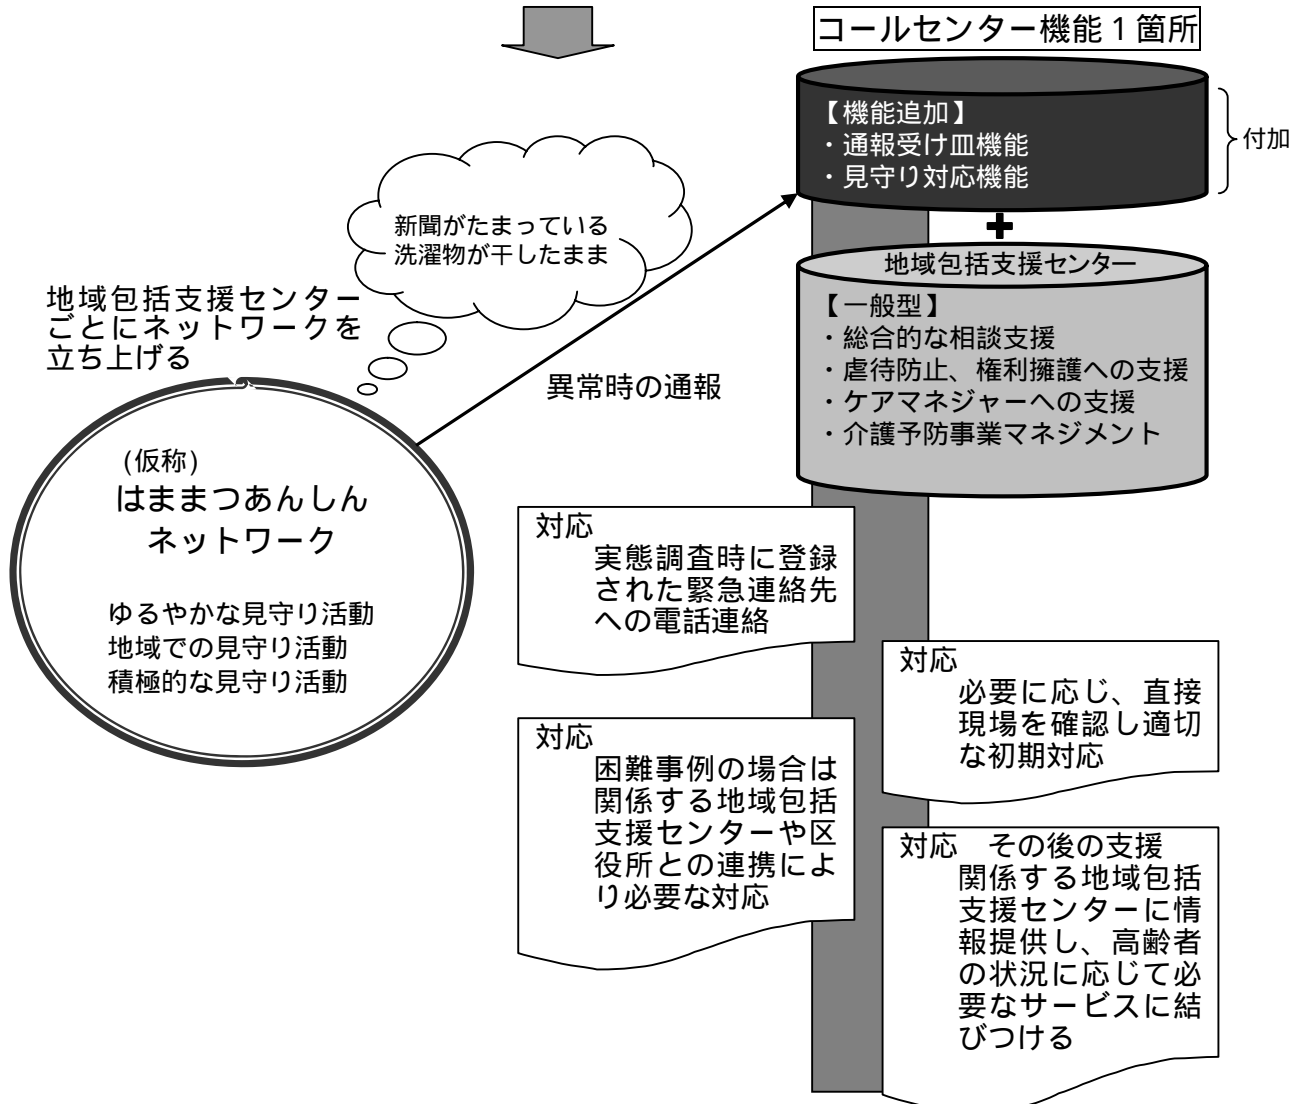 コールセンター機能１箇所
【機能追加】
・通報受け皿機能
・見守り対応機能
付加
地域包括支援センター
【一般型】
・総合的な相談支援
・虐待防止、権利擁護への支援
・ケアマネジャーへの支援
・介護予防事業マネジメント
新聞がたまっている
洗濯物が干したまま
地域包括支援センター
ごとにネットワークを
立ち上げる
異常時の通報
(仮称)
はままつあんしん
ネットワーク
ゆるやかな見守り活動
地域での見守り活動
積極的な見守り活動
対応
実態調査時に登録
された緊急連絡先
への電話連絡
対応
必要に応じ、直接
現場を確認し適切
な初期対応
対応
困難事例の場合は
関係する地域包括
支援センターや区
役所との連携によ
り必要な対応
対応　その後の支援
関係する地域包括
支援センターに情
報提供し、高齢者
の状況に応じて必
要なサービスに結
びつける